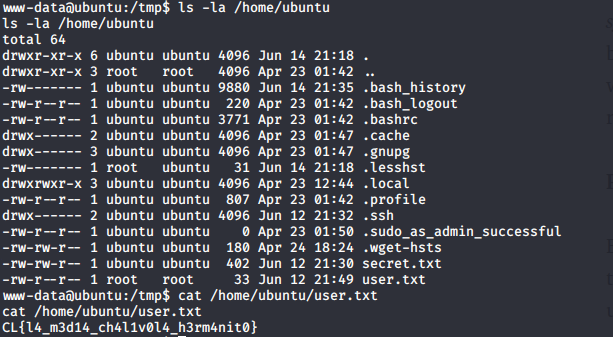 www-data@ubuntu:/tmp$ ls -la /home/ubuntu
ls -la /home/ubuntu
total 64
drwxr-xr-x 6 ubuntu ubuntu 4096 Jun 14 21:18 .
drwxr-xr-x 3 root   root   4096 Apr 23 01:42 ..
-rw------- 1 ubuntu ubuntu 9880 Jun 14 21:35 .bash_history
-rw-r--r-- 1 ubuntu ubuntu  220 Apr 23 01:42 .bash_logout
-rw-r--r-- 1 ubuntu ubuntu 3771 Apr 23 01:42 .bashrc
drwx------ 2 ubuntu ubuntu 4096 Apr 23 01:47 .cache
drwx------ 3 ubuntu ubuntu 4096 Apr 23 01:47 .gnupg
-rw------- 1 root   ubuntu   31 Jun 14 21:18 .lesshst
drwxrwxr-x 3 ubuntu ubuntu 4096 Apr 23 12:44 .local
-rw-r--r-- 1 ubuntu ubuntu  807 Apr 23 01:42 .profile
drwx------ 2 ubuntu ubuntu 4096 Jun 12 21:32 .ssh
-rw-r--r-- 1 ubuntu ubuntu    0 Apr 23 01:50 .sudo_as_admin_successful
-rw-rw-r-- 1 ubuntu ubuntu  180 Apr 24 18:24 .wget-hsts
-rw-rw-r-- 1 ubuntu ubuntu  402 Jun 12 21:30 secret.txt
-rw-r--r-- 1 root   ubuntu   33 Jun 12 21:49 user.txt
www-data@ubuntu:/tmp$ cat /home/ubuntu/user.txt
cat /home/ubuntu/user.txt
CL{l4_m3d14_ch4l1v0l4_h3rm4nit0}